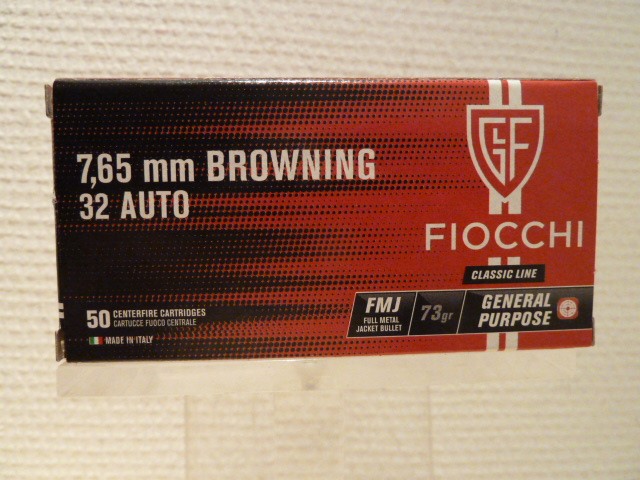 7,65 mm BROWNING
32 AUTO
GLF
FIOCCHI
CLASSIC LINE
50 CENTERFIRE CARTRIDGES
CARTUCCE FUOCO CENTRALE
MADE IN ITALY
FMJ
FULL METAL
JACKET BULLET
73gr
GENERAL
PURPOSE